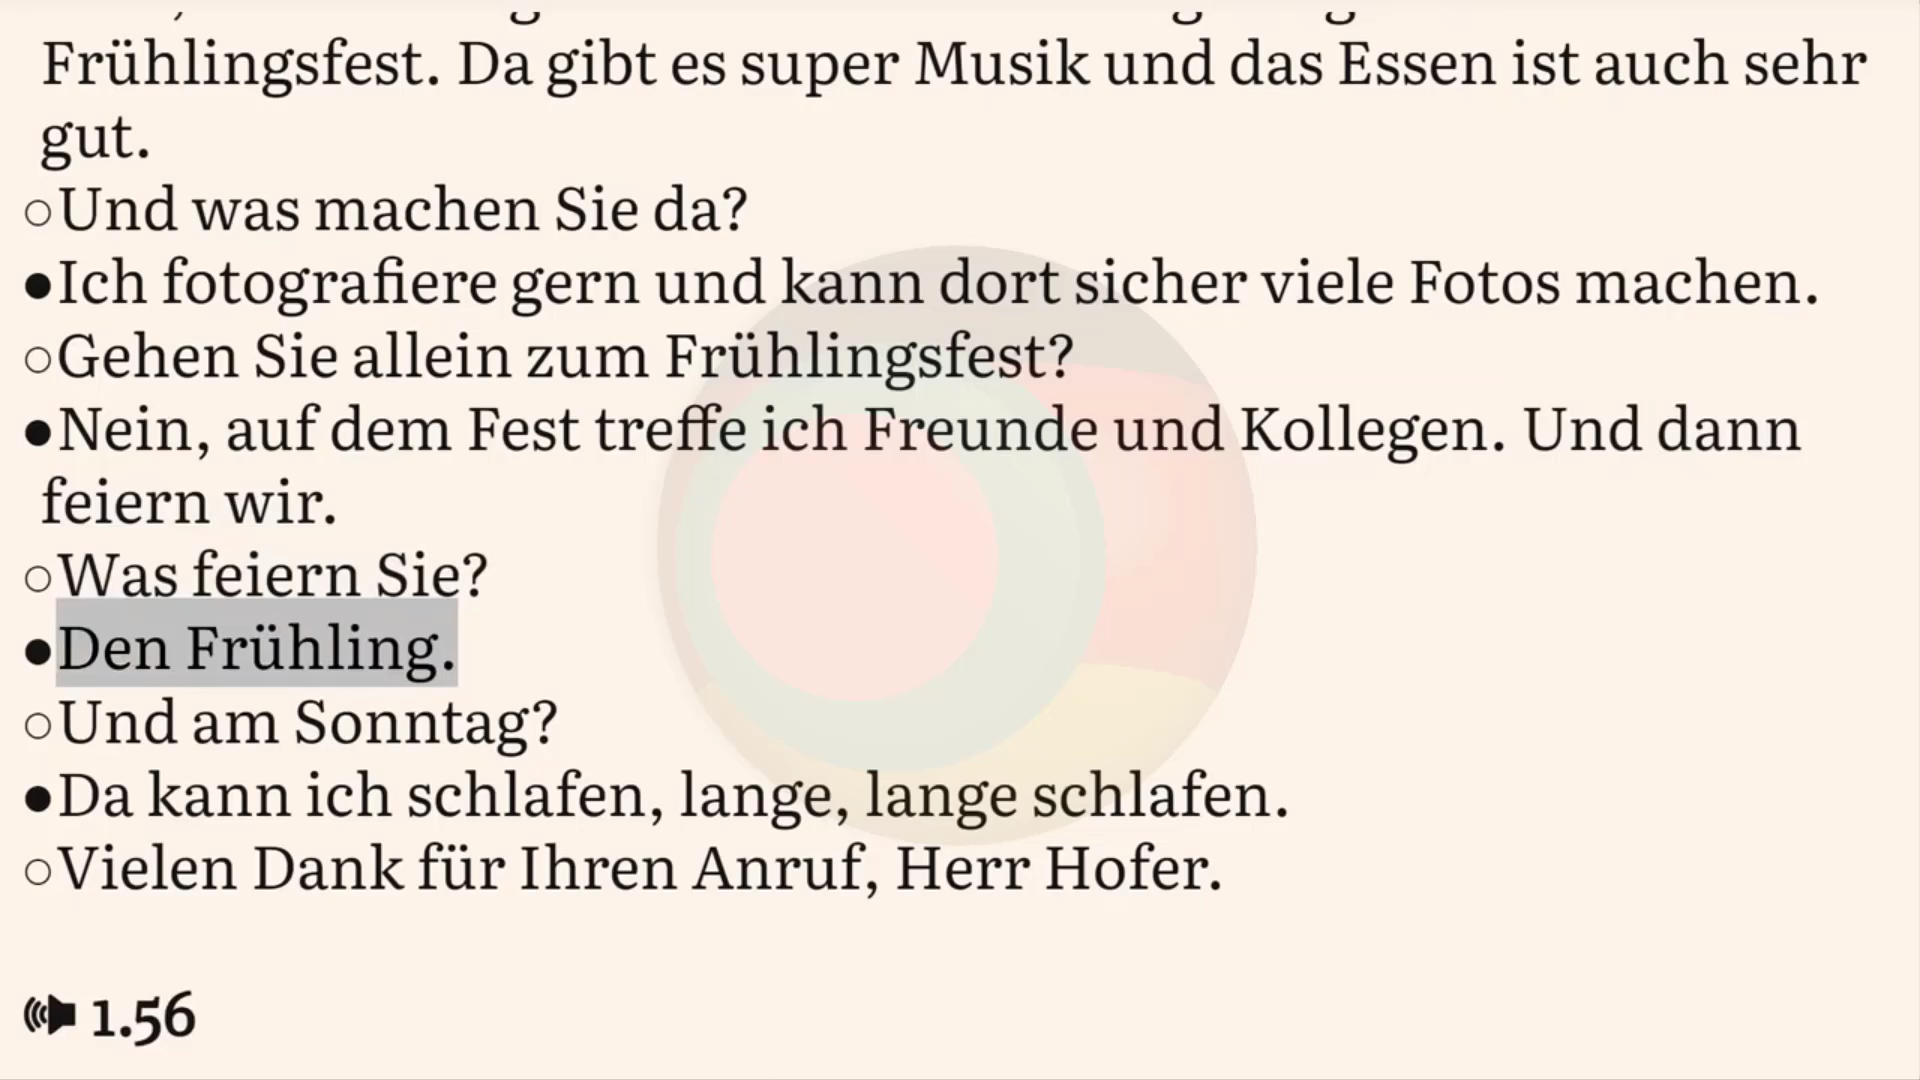 Frühlingsfest. Da gibt es super Musik und das Essen ist auch sehr
gut.
○Und was machen Sie da?
●Ich fotografiere gern und kann dort sicher viele Fotos machen.
○Gehen Sie allein zum Frühlingsfest?
●Nein, auf dem Fest treffe ich Freunde und Kollegen. Und dann
feiern wir.
○Was feiern Sie?
●Den Frühling.
○Und am Sonntag?
●Da kann ich schlafen, lange, lange schlafen.
○Vielen Dank für Ihren Anruf, Herr Hofer.
1.56